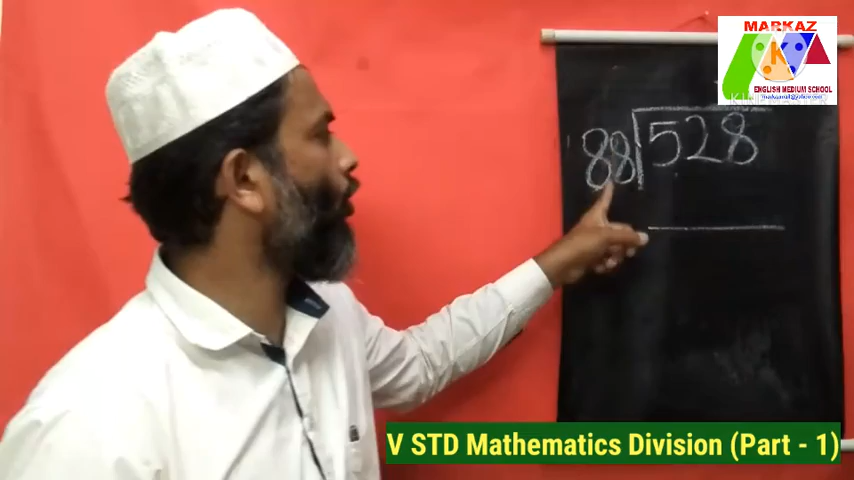 MARKAZ
K
ENGLISH MEDIUM SCHOOL
88 528
V STD Mathematics Division (Part - 1)